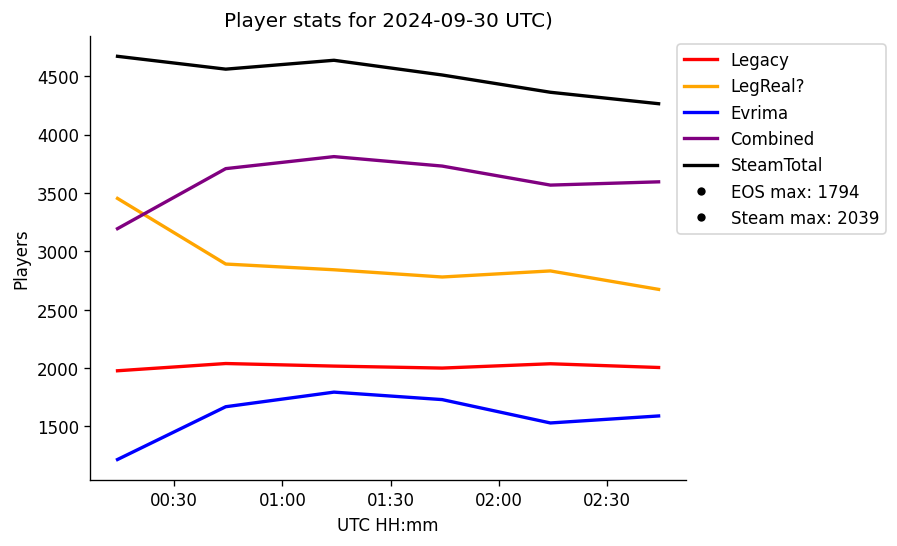 Player stats for 2024-09-30 UTC)
Legacy
LegReal?
Evrima
Combined
SteamTotal
EOS max: 1794
Steam max: 2039
Players
4500
4000
3500
3000
2500
2000
1500
00:30 01:00 01:30 02:00 02:30
UTC HH:mm